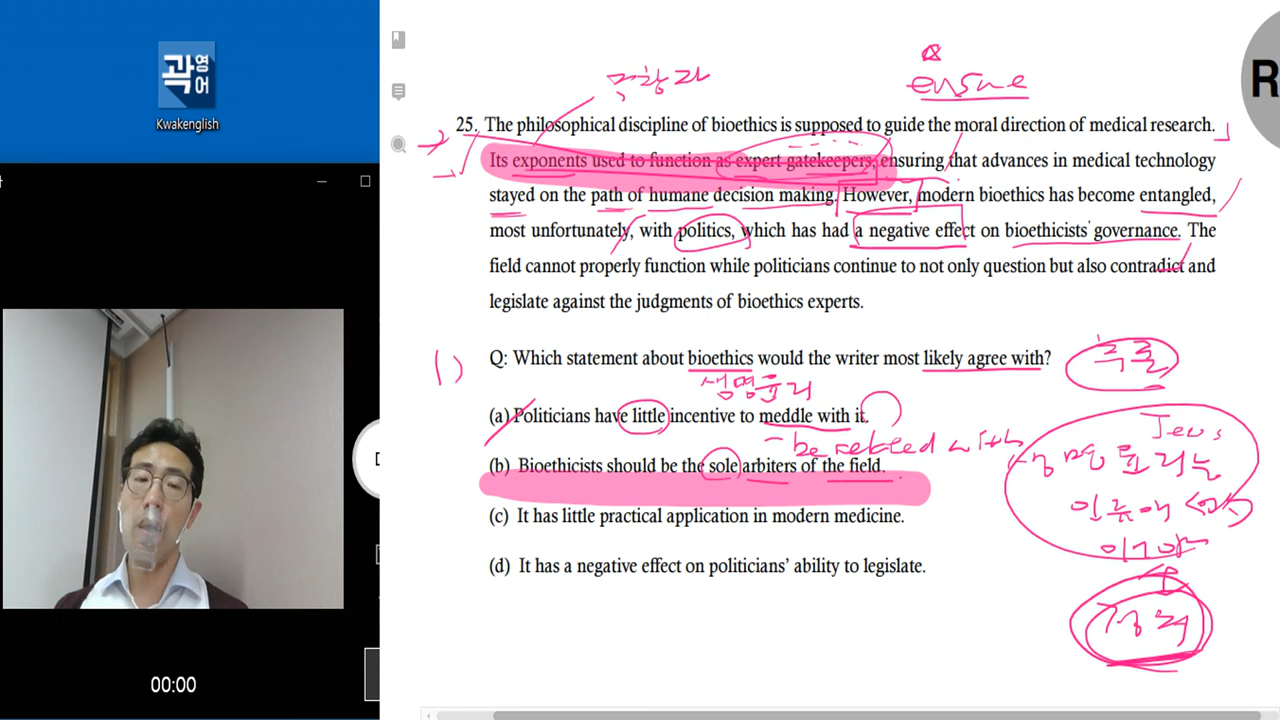 곽영어
Kwakenglish
00:00
R
ensure
25. The philosophical discipline of bioethics is supposed to guide the moral direction of medical research.
Its exponents used to function as expert gatekeepers, ensuring that advances in medical technology
stayed on the path of humane decision making. However, modern bioethics has become entangled,
most unfortunately, with politics, which has had a negative effect on bioethicists' governance. The
field cannot properly function while politicians continue to not only question but also contradict and
legislate against the judgments of bioethics experts.
1)
Q: Which statement about bioethics would the writer most likely agree with?
추론
생명윤리
(a) Politicians have little incentive to meddle with it.
(b) Bioethicists should be the sole arbiters of the field.
(c) It has little practical application in modern medicine.
(d) It has a negative effect on politicians' ability to legislate.